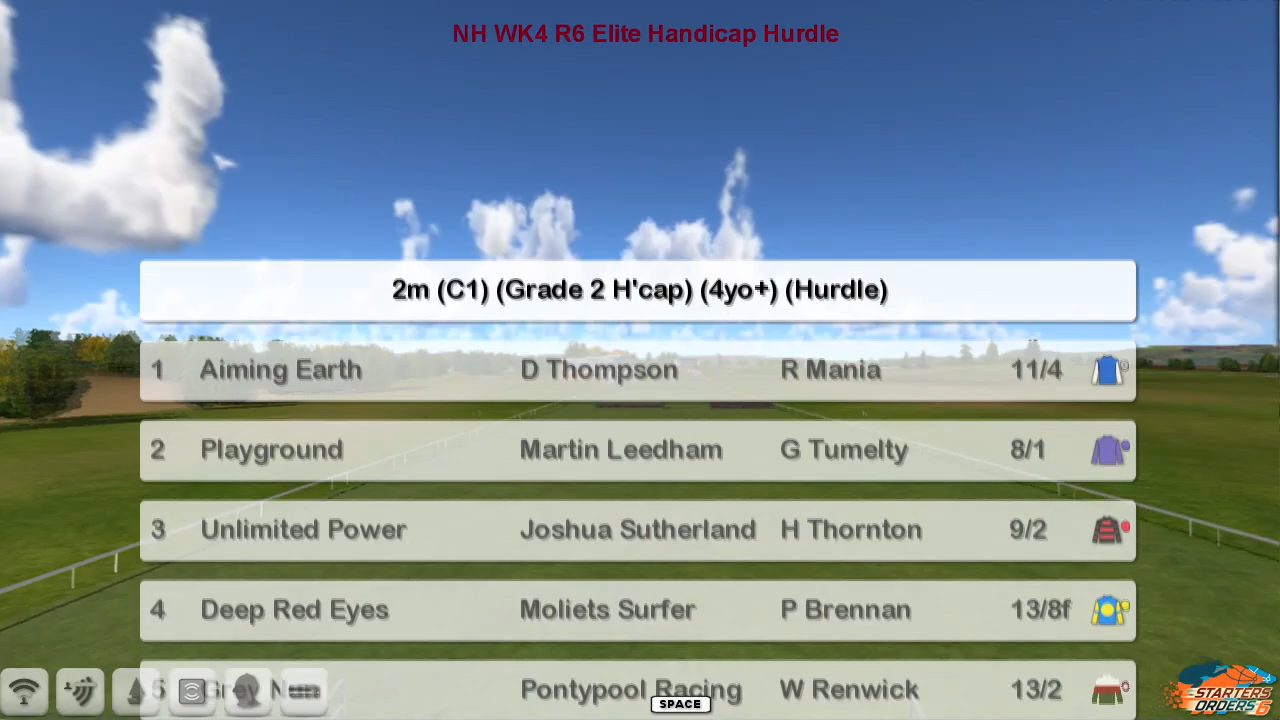 NH WK4 R6 Elite Handicap Hurdle
2m (C1) (Grade 2 H'cap) (4yo+) (Hurdle)
1 Aiming Earth D Thompson R Mania 11/4
2 Playground Martin Leedham G Tumelty 8/1
3 Unlimited Power Joshua Sutherland H Thornton 9/2
4 Deep Red Eyes Moliets Surfer P Brennan 13/8f
5 Grey Pontypool Racing W Renwick 13/2
SPACE
STARTERS
ORDERS 6